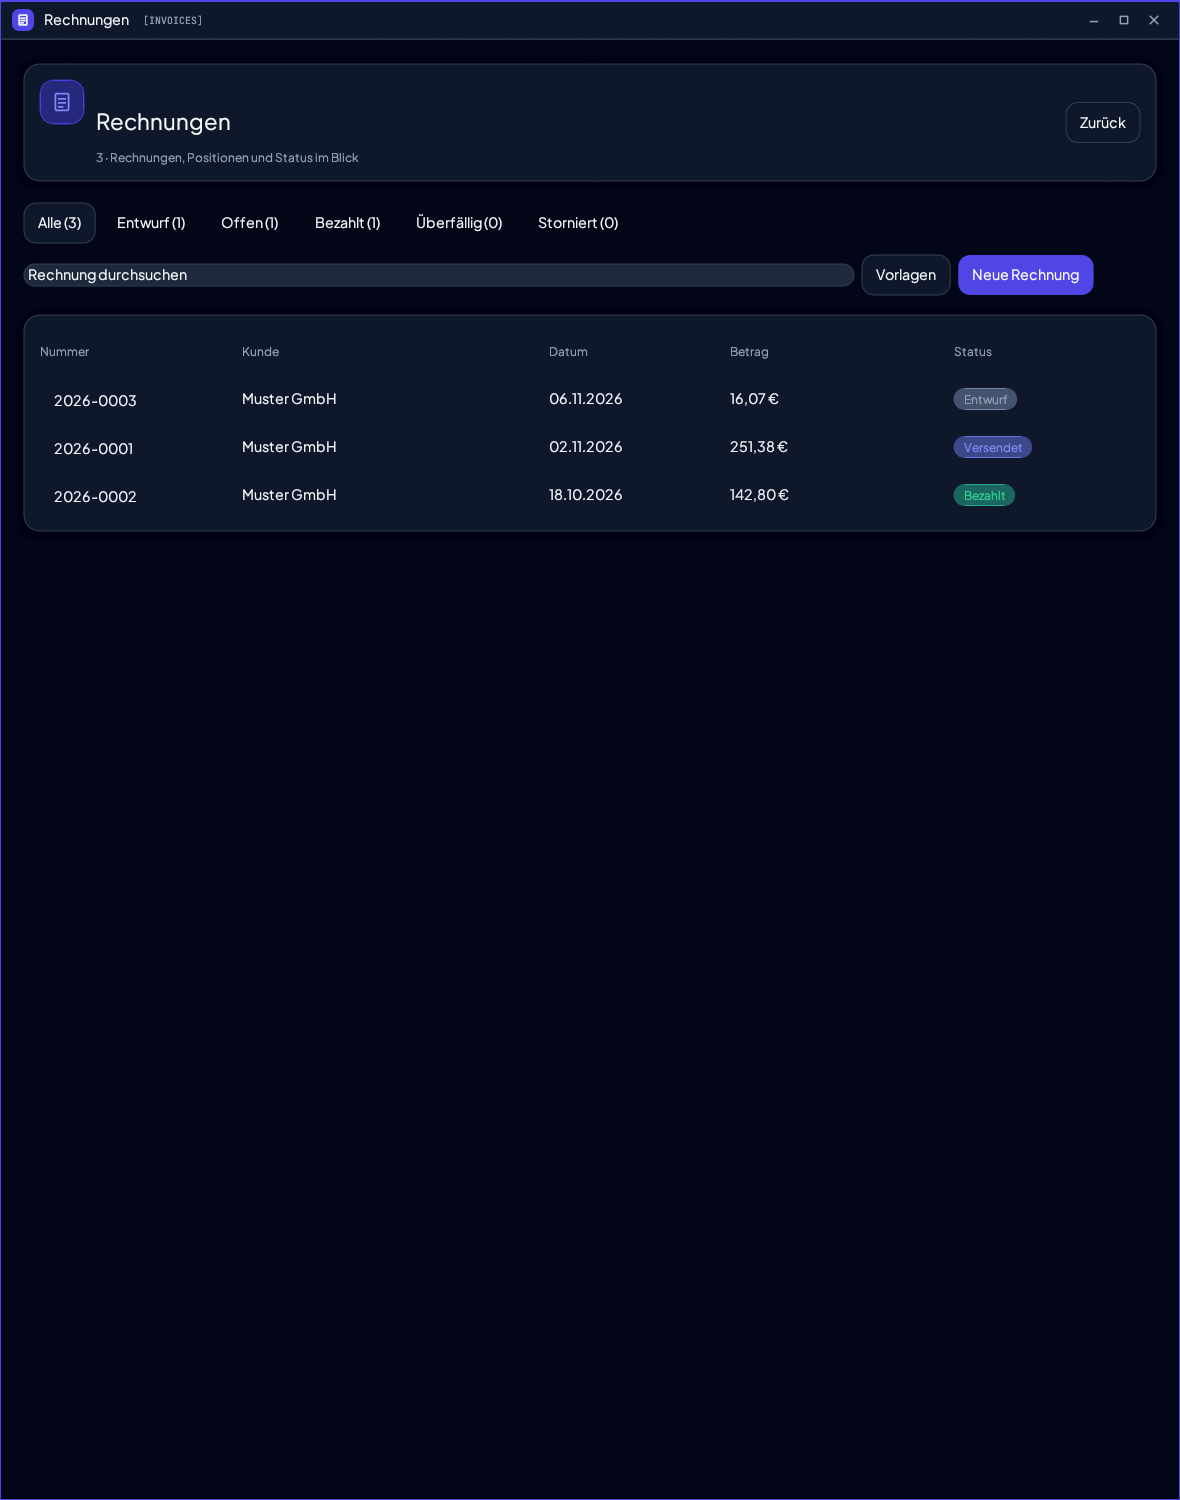 Rechnungen [INVOICES]
Rechnungen
Zurück
3 · Rechnungen, Positionen und Status im Blick
Alle (3) Entwurf (1) Offen (1) Bezahlt (1) Überfällig (0) Storniert (0)
Rechnung durchsuchen Vorlagen Neue Rechnung
Nummer Kunde Datum Betrag Status
2026-0003 Muster GmbH 06.11.2026 16,07 € Entwurf
2026-0001 Muster GmbH 02.11.2026 251,38 € Versendet
2026-0002 Muster GmbH 18.10.2026 142,80 € Bezahlt